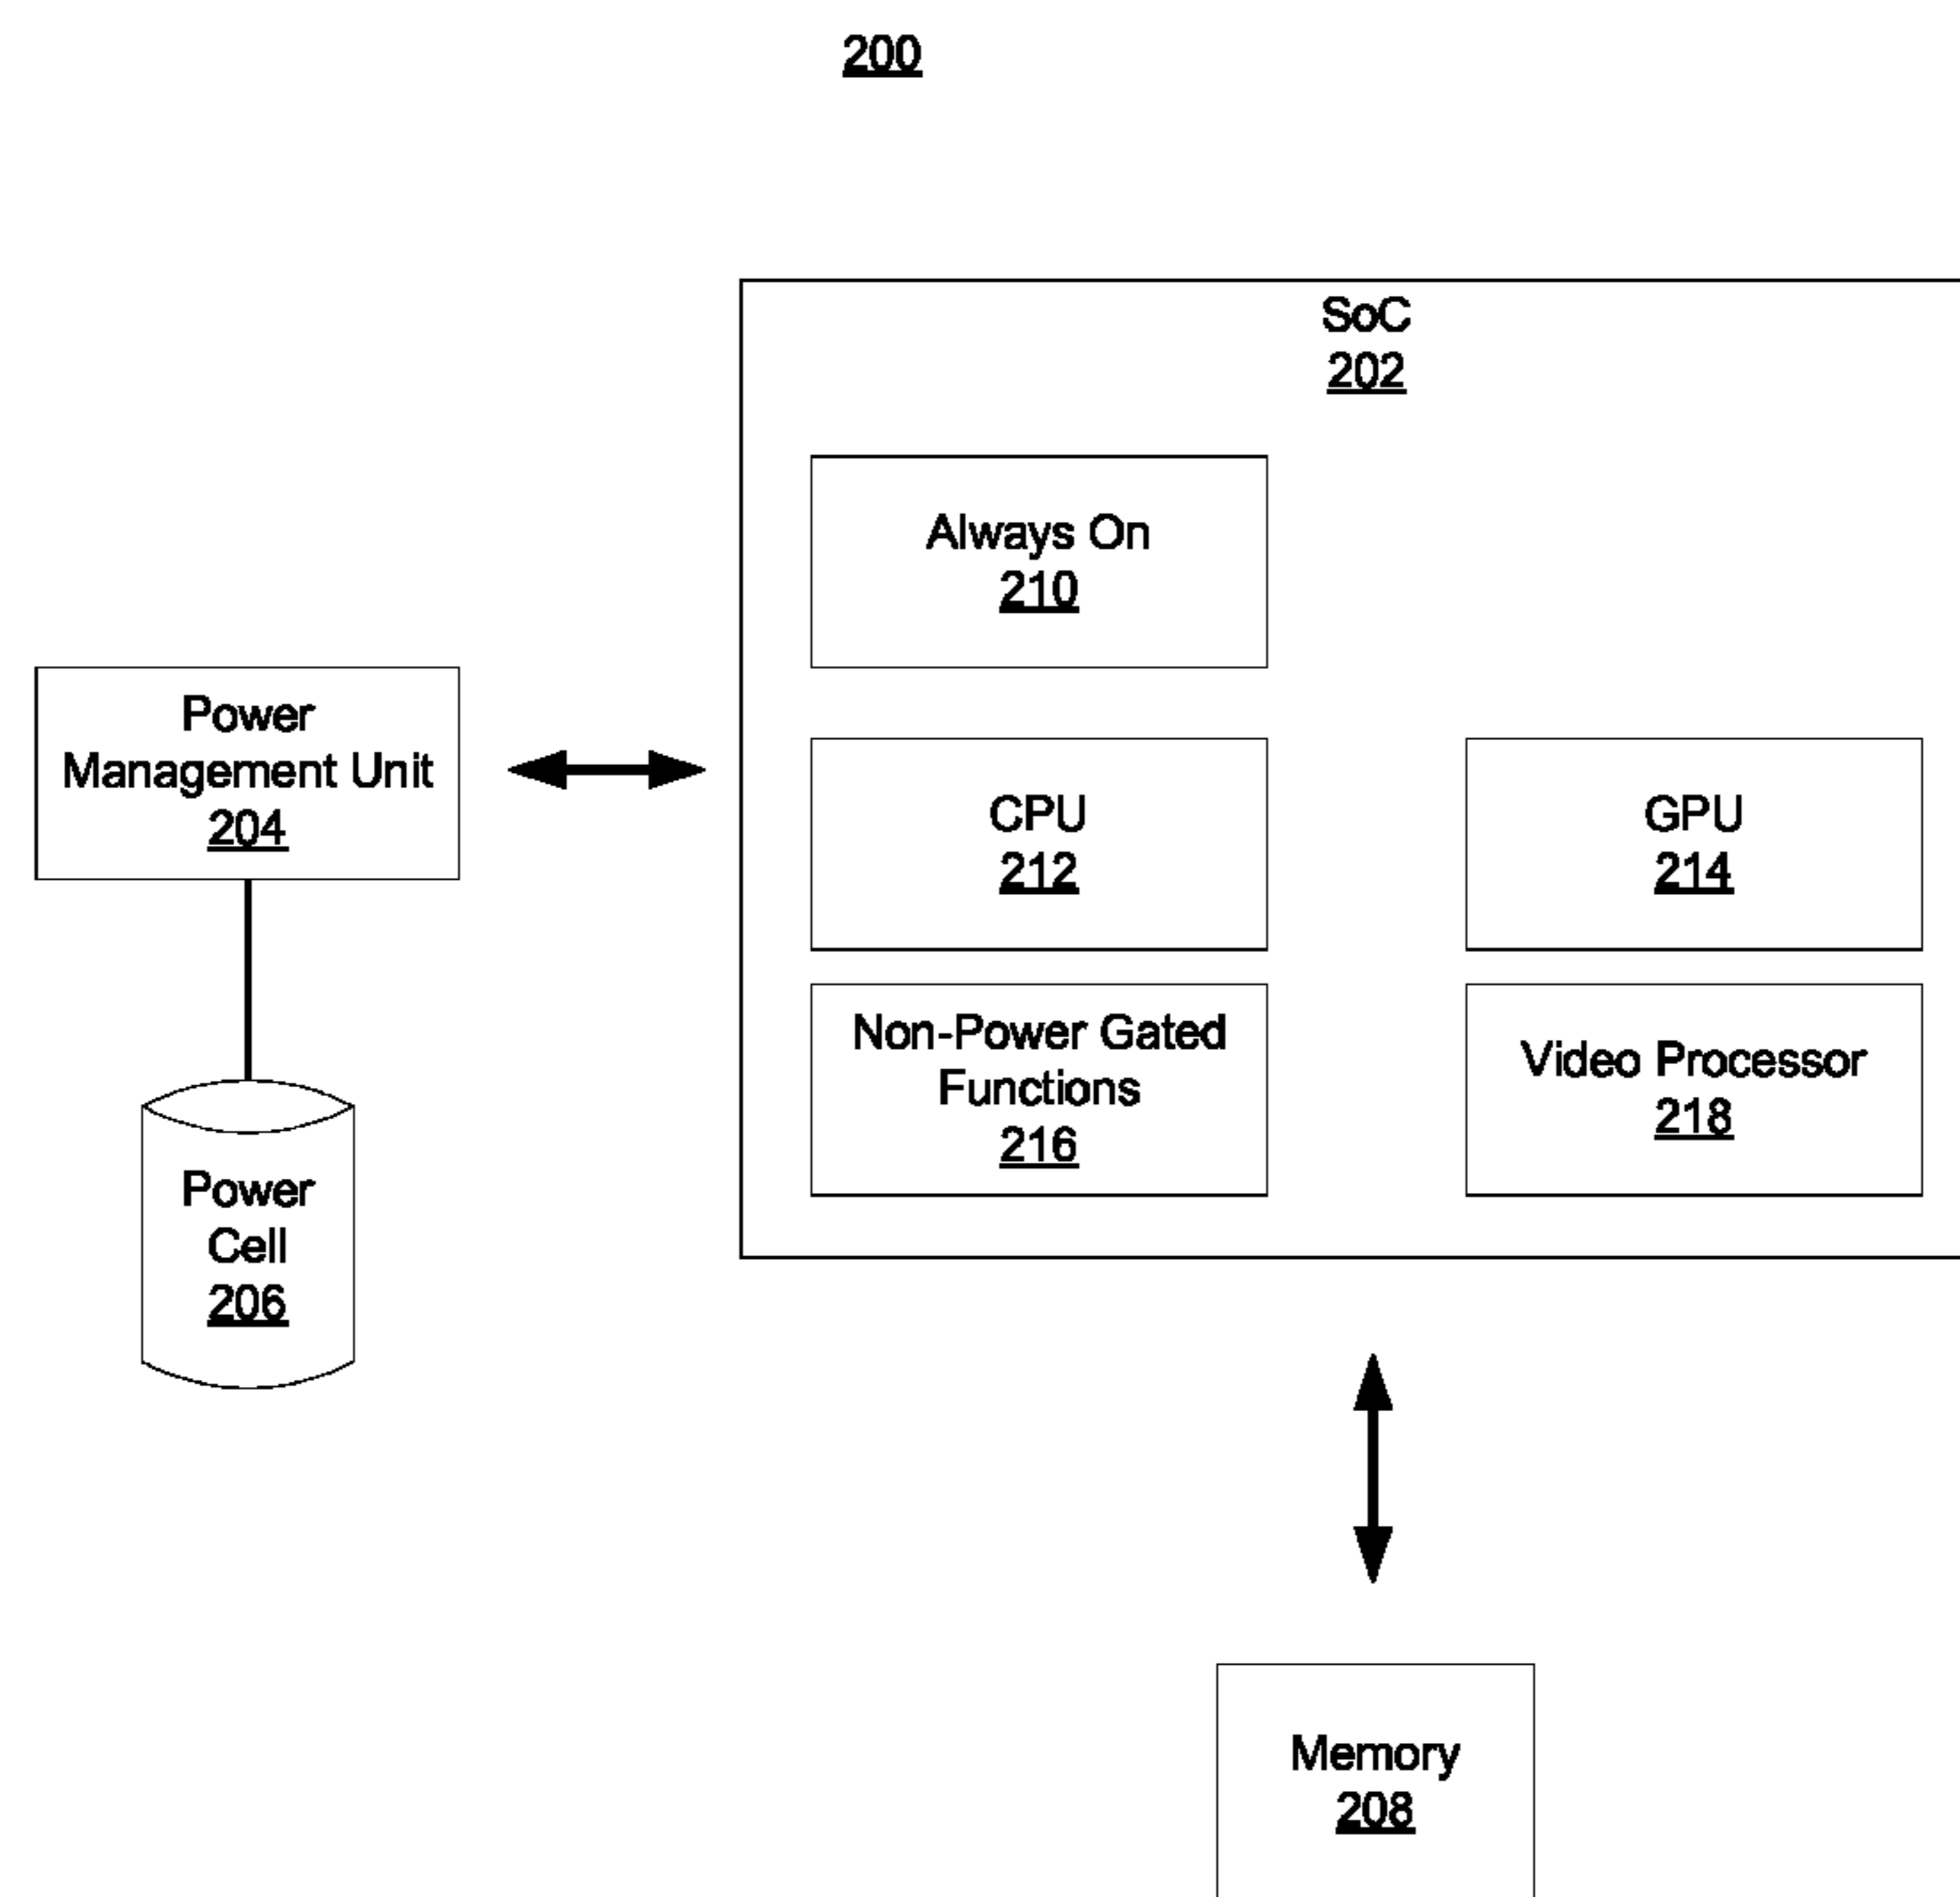 200
SoC
202
Always On
210
Power
Management Unit
204
CPU
212
GPU
214
Non-Power Gated
Functions
216
Video Processor
218
Power
Cell
206
Memory
208